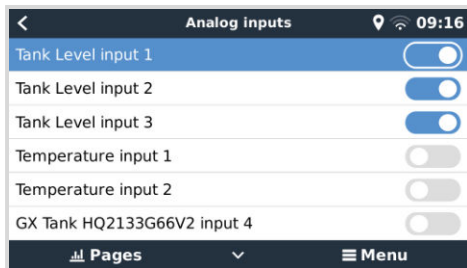 Analog inputs 09:16
Tank Level input 1
Tank Level input 2
Tank Level input 3
Temperature input 1
Temperature input 2
GX Tank HQ2133G66V2 input 4
Pages Menu